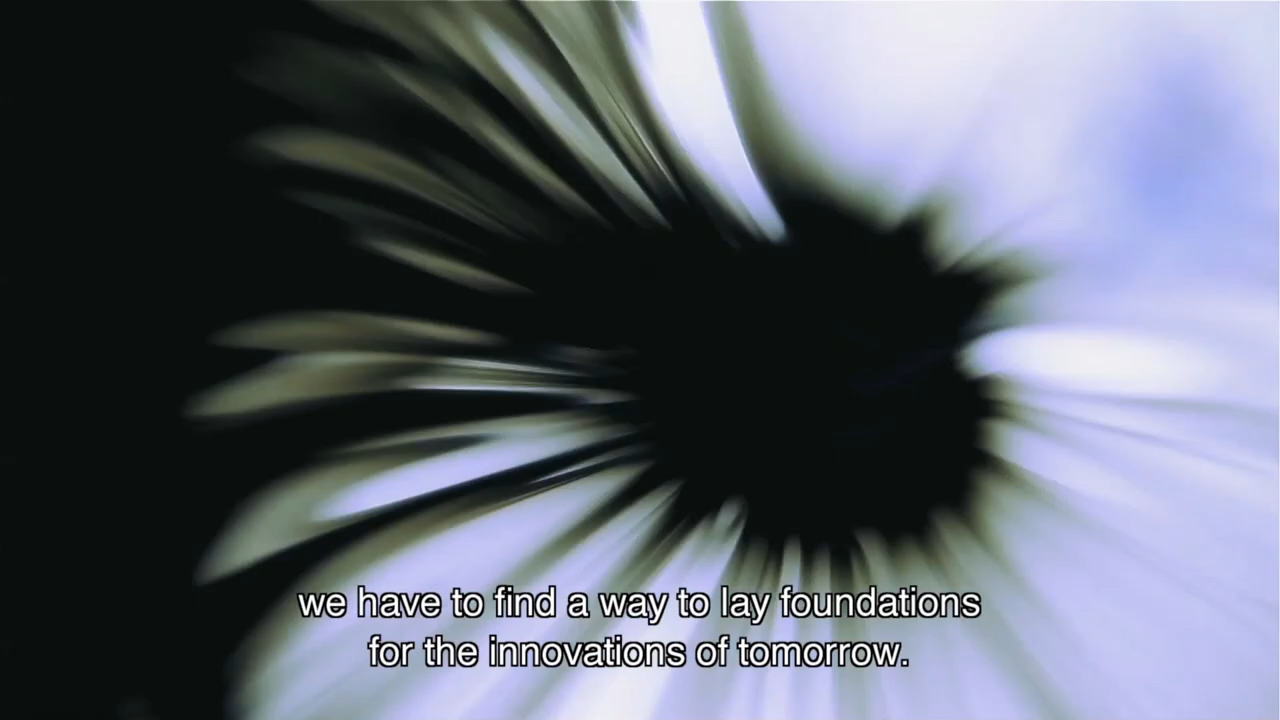 we have to find a way to lay foundations
for the innovations of tomorrow.